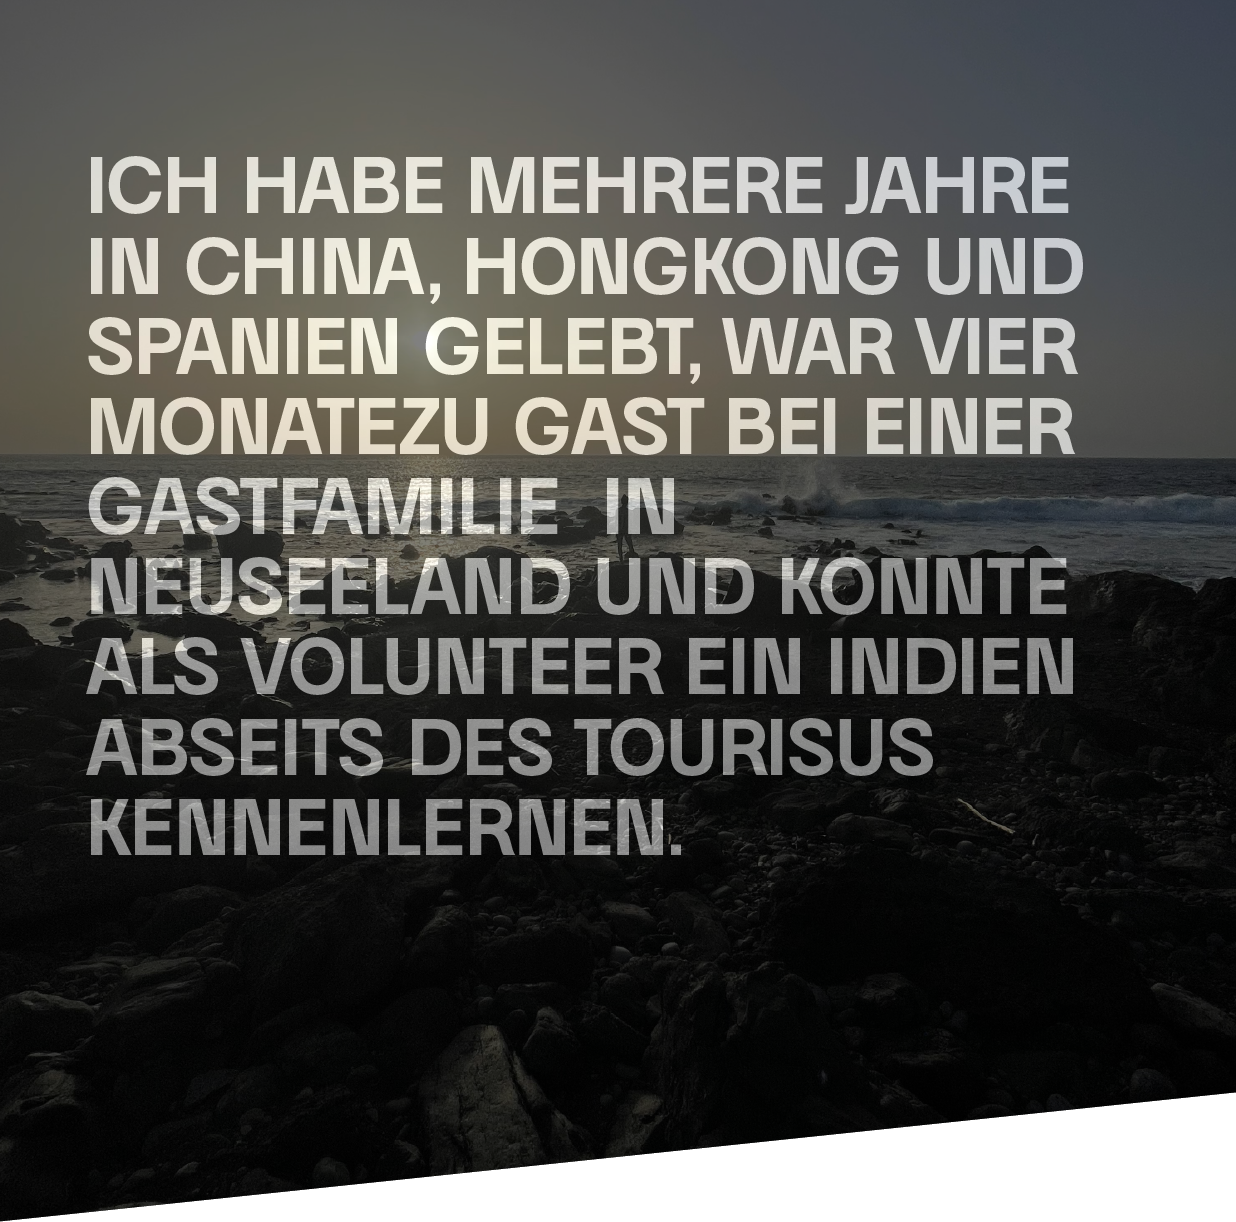 ICH HABE MEHRERE JAHRE
IN CHINA, HONGKONG UND
SPANIEN GELEBT, WAR VIER
MONATEZU GAST BEI EINER
GASTFAMILIE  IN
NEUSEELAND UND KONNTE
ALS VOLUNTEER EIN INDIEN
ABSEITS DES TOURISUS
KENNENLERNEN.